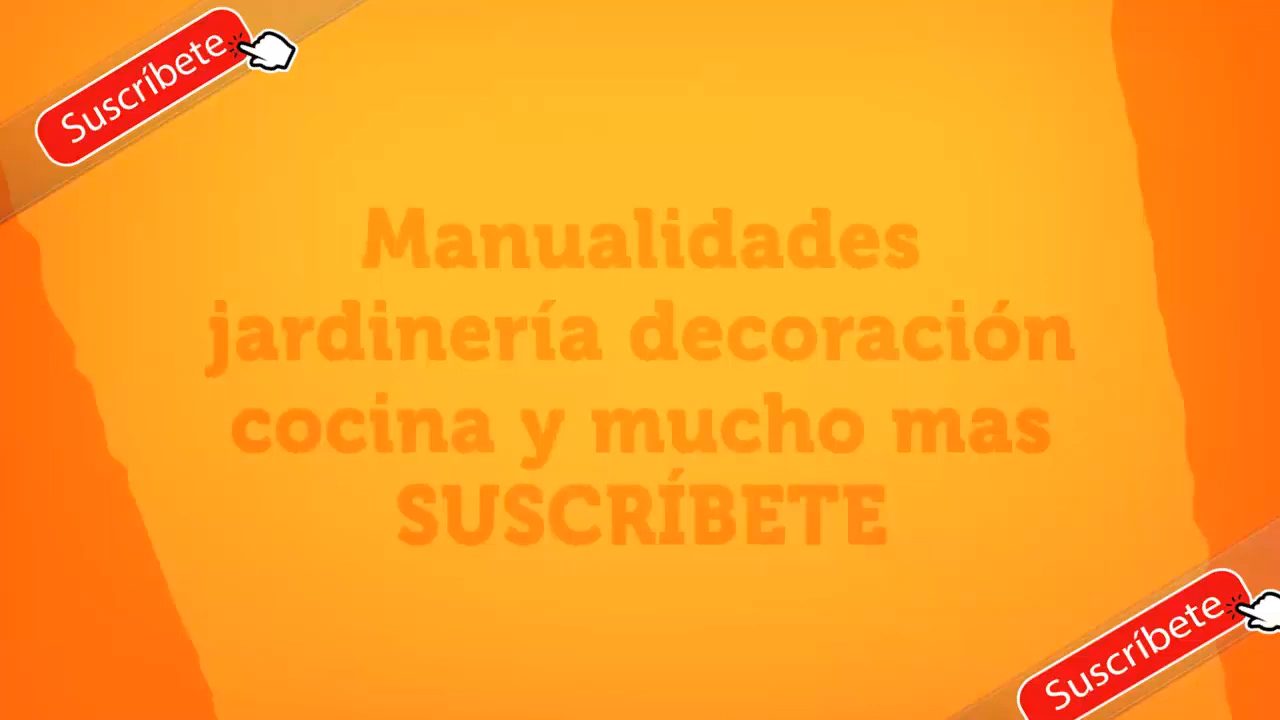 Suscríbete
Manualidades
jardinería decoración
cocina y mucho mas
SUSCRÍBETE
Suscríbete